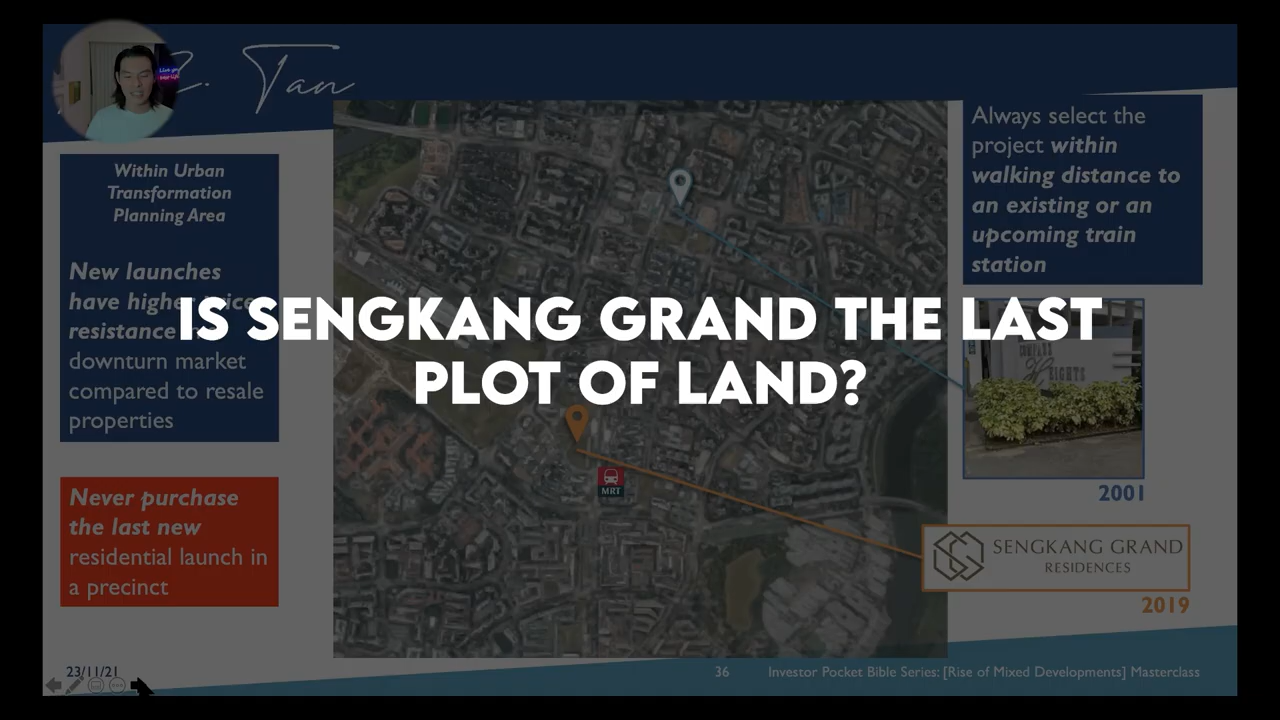 Z. Tan
Within Urban
Transformation
Planning Area
New launches
have higher price
resistance
downturn market
compared to resale
properties
Never purchase
the last new
residential launch in
a precinct
IS SENGKANG GRAND THE LAST
PLOT OF LAND?
MRT
Always select the
project within
walking distance to
an existing or an
upcoming train
station
HEIGHTS
2001
SENGKANG GRAND
RESIDENCES
2019
23/11/21
36
Investor Pocket Bible Series: [Rise of Mixed Developments] Masterclass